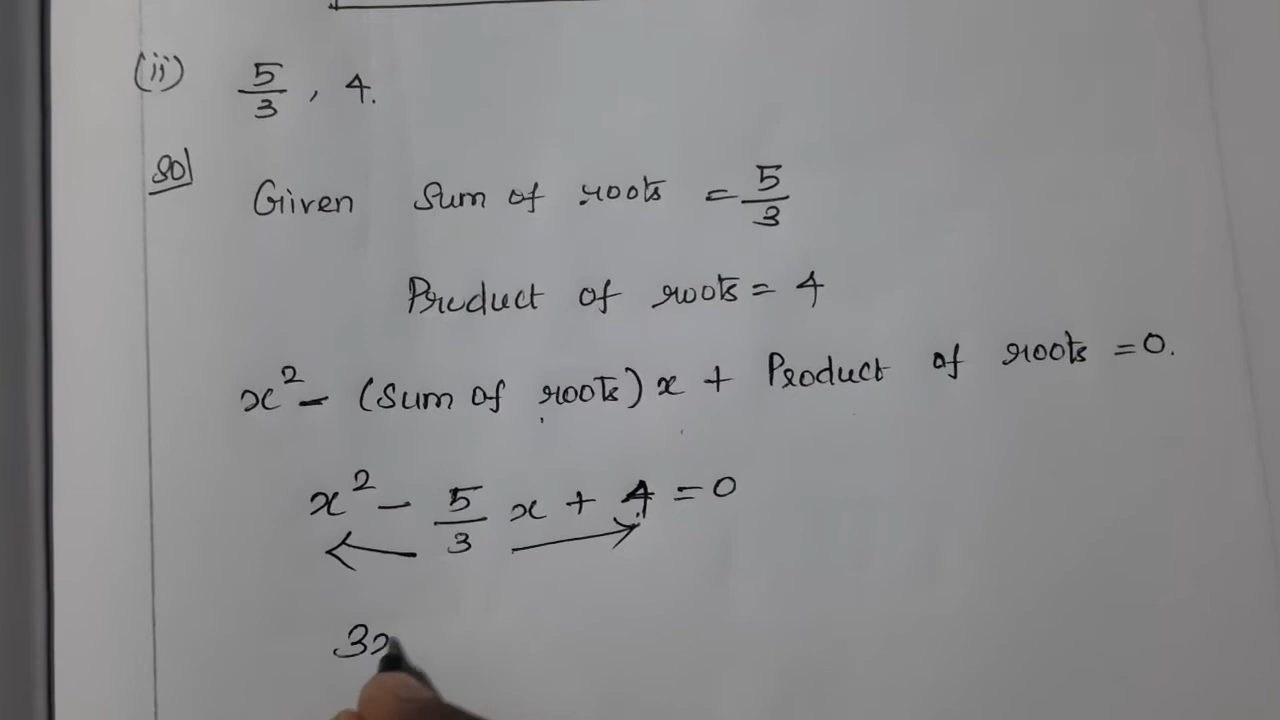 (ii) 5/3 , 4.
Sol
Given Sum of roots = 5/3
Product of roots = 4
x² - (Sum of roots) x + Product of roots = 0.
x² - 5/3 x + 4 = 0
3x